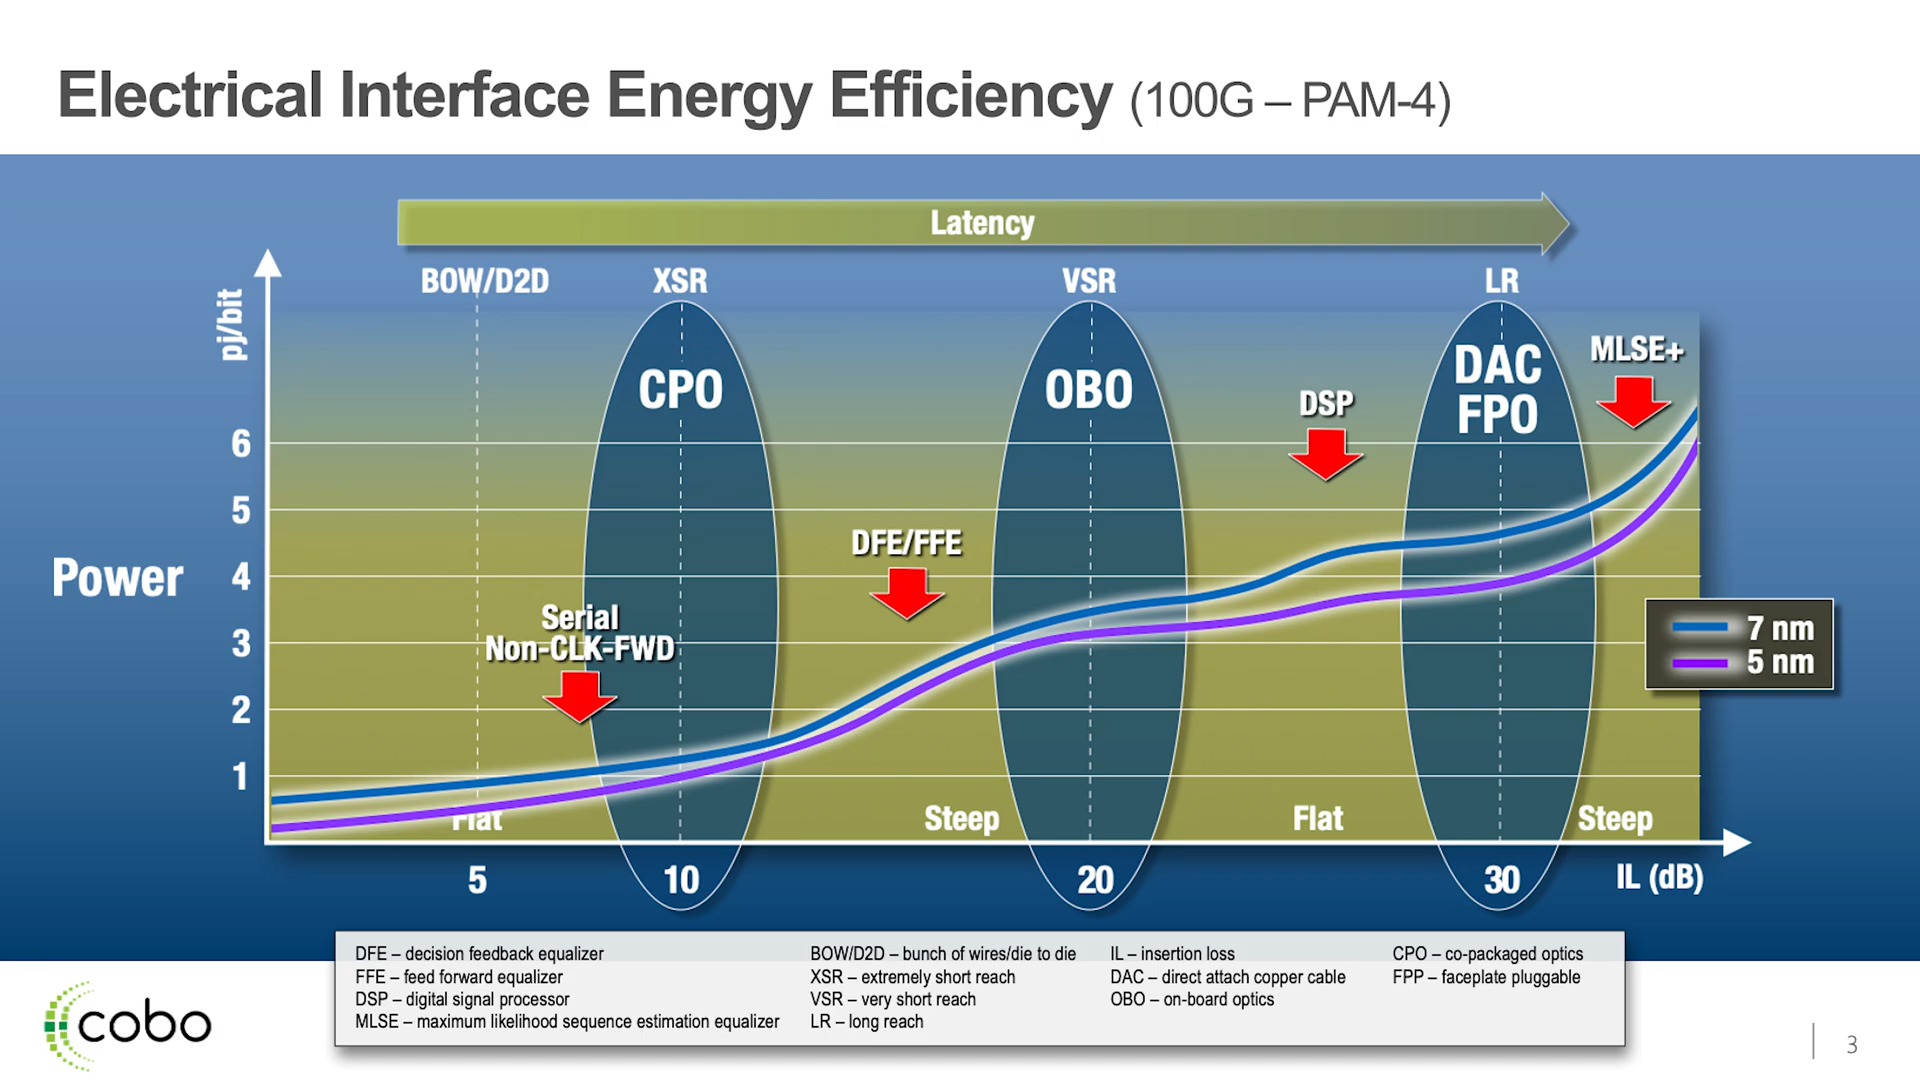 Electrical Interface Energy Efficiency (100G – PAM-4)
Latency
BOW/D2D
XSR
VSR
LR
pj/bit
CPO
OBO
DAC
FPO
MLSE+
DSP
DFE/FFE
Serial
Non-CLK-FWD
Power
6
5
4
3
2
1
7 nm
5 nm
Flat
Steep
Flat
Steep
5
10
20
30
IL (dB)
DFE – decision feedback equalizer
FFE – feed forward equalizer
DSP – digital signal processor
MLSE – maximum likelihood sequence estimation equalizer
BOW/D2D – bunch of wires/die to die
XSR – extremely short reach
VSR – very short reach
LR – long reach
IL – insertion loss
DAC – direct attach copper cable
OBO – on-board optics
CPO – co-packaged optics
FPP – faceplate pluggable
cobo
3